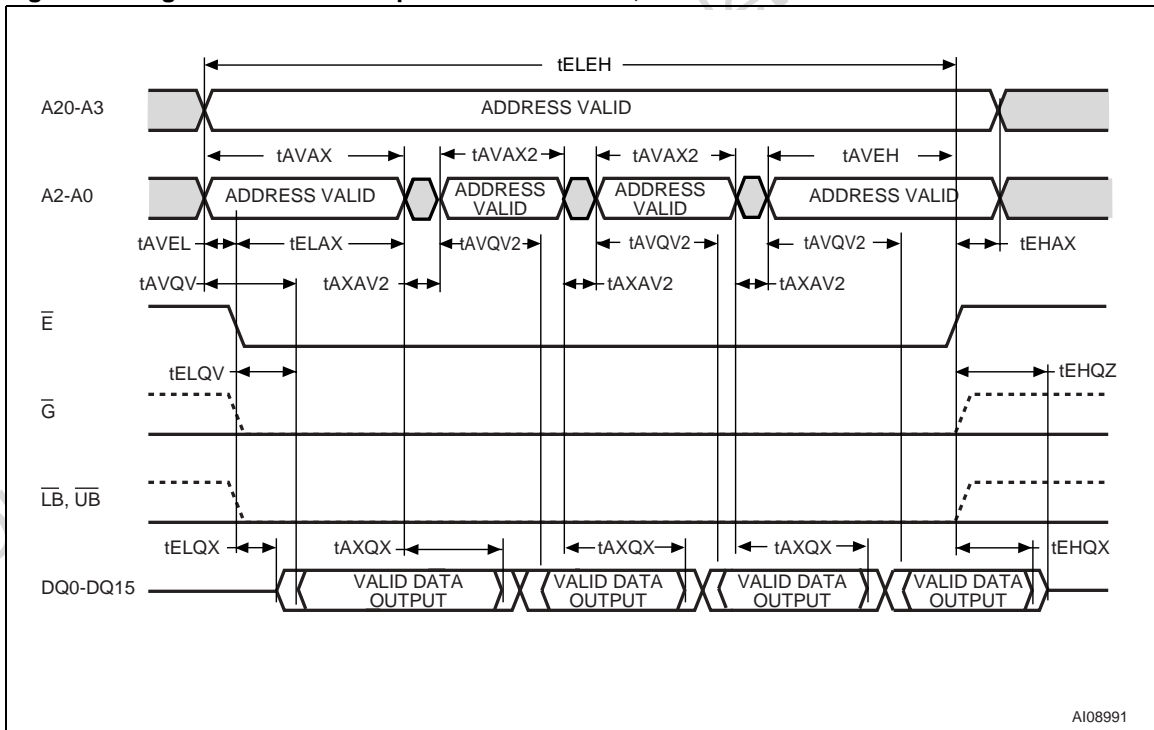 tELEH
A20-A3
ADDRESS VALID
tAVAX
tAVAX2
tAVAX2
tAVEH
A2-A0
ADDRESS VALID
ADDRESS
VALID
ADDRESS
VALID
ADDRESS VALID
tAVEL
tELAX
tAVQV2
tAVQV2
tAVQV2
tEHAX
tAVQV
tAXAV2
tAXAV2
tAXAV2
E
tELQV
tEHQZ
G
LB, UB
tELQX
tAXQX
tAXQX
tAXQX
tEHQX
DQ0-DQ15
VALID DATA
OUTPUT
VALID DATA
OUTPUT
VALID DATA
OUTPUT
VALID DATA
OUTPUT
AI08991